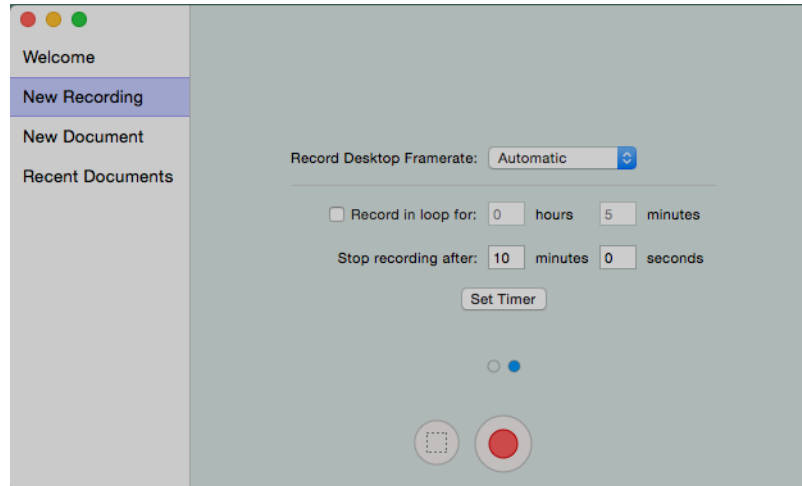 Welcome
New Recording
New Document
Recent Documents
Record Desktop Framerate: Automatic
Record in loop for: 0 hours 5 minutes
Stop recording after: 10 minutes 0 seconds
Set Timer